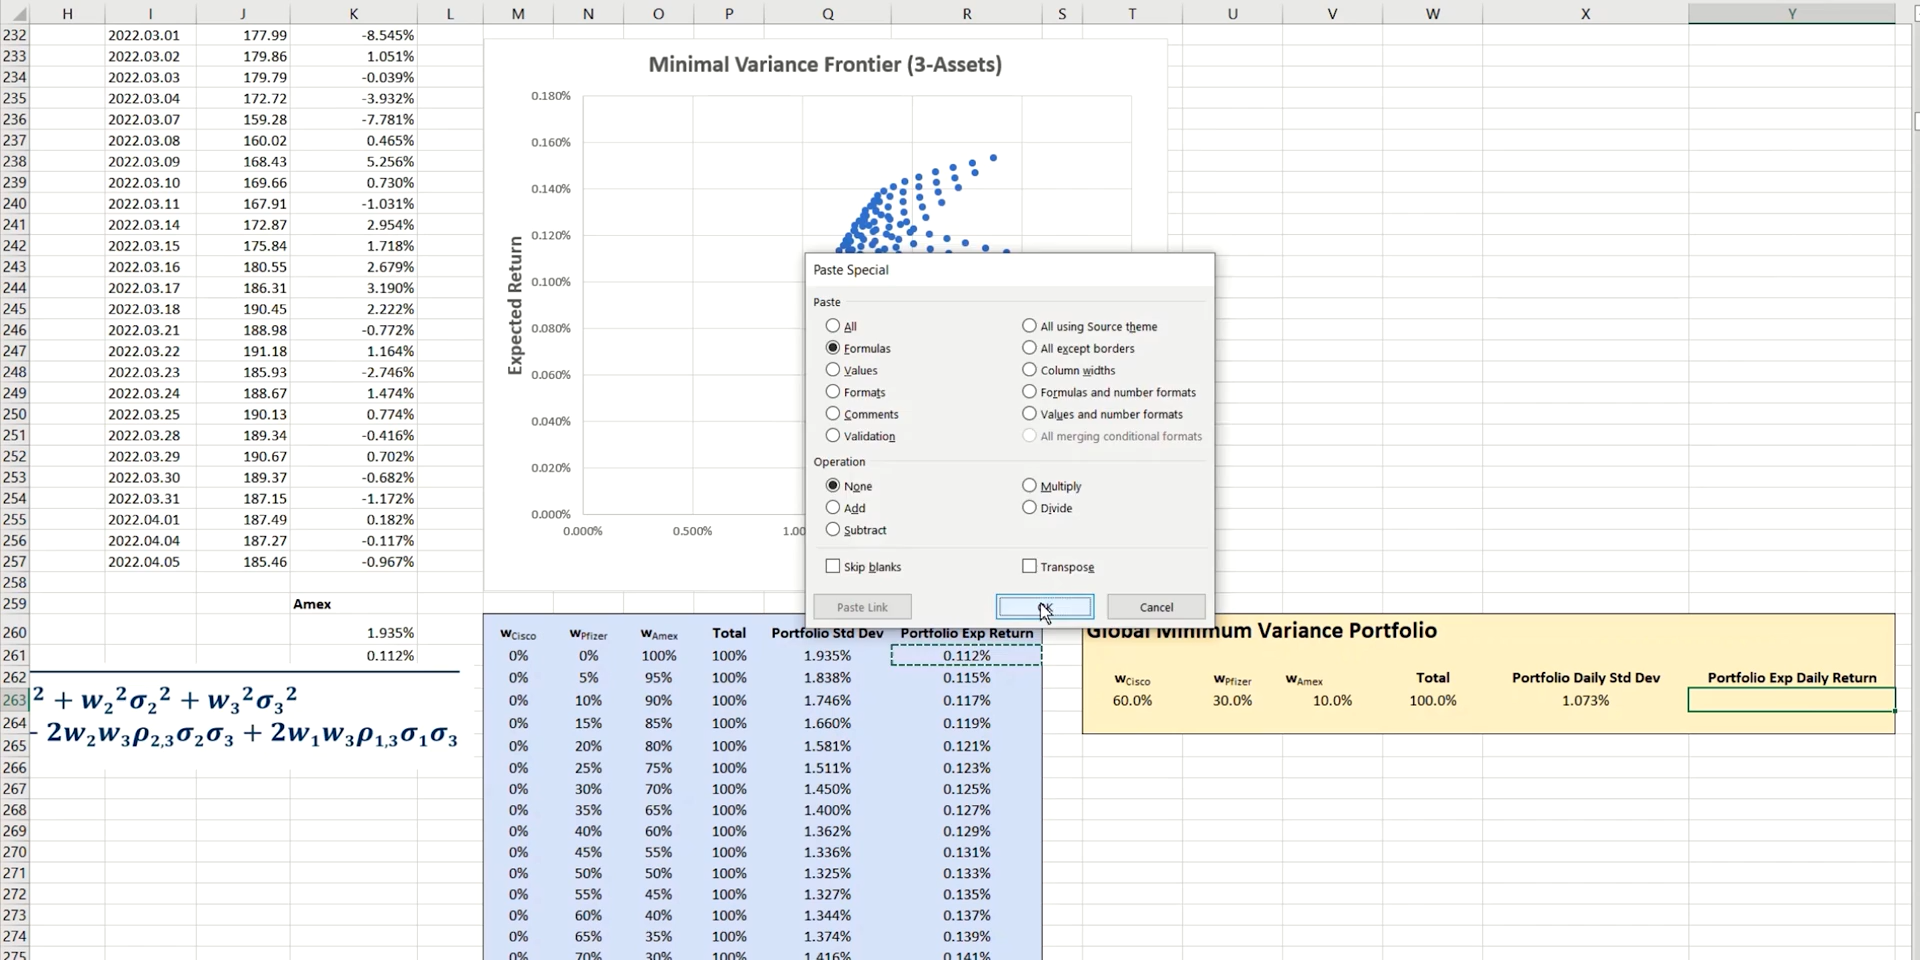 H I J K L M N O P Q R S T U V W X Y
232 2022.03.01 177.99 -8.545%
233 2022.03.02 179.86 1.051%
234 2022.03.03 179.79 -0.039%
235 2022.03.04 172.72 -3.932%
236 2022.03.07 159.28 -7.781%
237 2022.03.08 160.02 0.465%
238 2022.03.09 168.43 5.256%
239 2022.03.10 169.66 0.730%
240 2022.03.11 167.91 -1.031%
241 2022.03.14 172.87 2.954%
242 2022.03.15 175.84 1.718%
243 2022.03.16 180.55 2.679%
244 2022.03.17 186.31 3.190%
245 2022.03.18 190.45 2.222%
246 2022.03.21 188.98 -0.772%
247 2022.03.22 191.18 1.164%
248 2022.03.23 185.93 -2.746%
249 2022.03.24 188.67 1.474%
250 2022.03.25 190.13 0.774%
251 2022.03.28 189.34 -0.416%
252 2022.03.29 190.67 0.702%
253 2022.03.30 189.37 -0.682%
254 2022.03.31 187.15 -1.172%
255 2022.04.01 187.49 0.182%
256 2022.04.04 187.27 -0.117%
257 2022.04.05 185.46 -0.967%
258
259 Amex
260 1.935%
261 0.112%
262
263 ² + w₂²σ₂² + w₃²σ₃²
264
265 2w₂w₃ρ₂,₃σ₂σ₃ + 2w₁w₃ρ₁,₃σ₁σ₃
266
267
268
269
270
271
272
273
274
275
Minimal Variance Frontier (3-Assets)
Expected Return
0.180%
0.160%
0.140%
0.120%
0.100%
0.080%
0.060%
0.040%
0.020%
0.000%
0.000% 0.500% 1.00
Paste Special
Paste
All All using Source theme
Formulas All except borders
Values Column widths
Formats Formulas and number formats
Comments Values and number formats
Validation All merging conditional formats
Operation
None Multiply
Add Divide
Subtract
Skip blanks Transpose
Paste Link OK Cancel
wCisco wPfizer wAmex Total Portfolio Std Dev Portfolio Exp Return
0% 0% 100% 100% 1.935% 0.112%
0% 5% 95% 100% 1.838% 0.115%
0% 10% 90% 100% 1.746% 0.117%
0% 15% 85% 100% 1.660% 0.119%
0% 20% 80% 100% 1.581% 0.121%
0% 25% 75% 100% 1.511% 0.123%
0% 30% 70% 100% 1.450% 0.125%
0% 35% 65% 100% 1.400% 0.127%
0% 40% 60% 100% 1.362% 0.129%
0% 45% 55% 100% 1.336% 0.131%
0% 50% 50% 100% 1.325% 0.133%
0% 55% 45% 100% 1.327% 0.135%
0% 60% 40% 100% 1.344% 0.137%
0% 65% 35% 100% 1.374% 0.139%
0% 70% 30% 100% 1.416% 0.141%
Global Minimum Variance Portfolio
wCisco wPfizer wAmex Total Portfolio Daily Std Dev Portfolio Exp Daily Return
60.0% 30.0% 10.0% 100.0% 1.073%